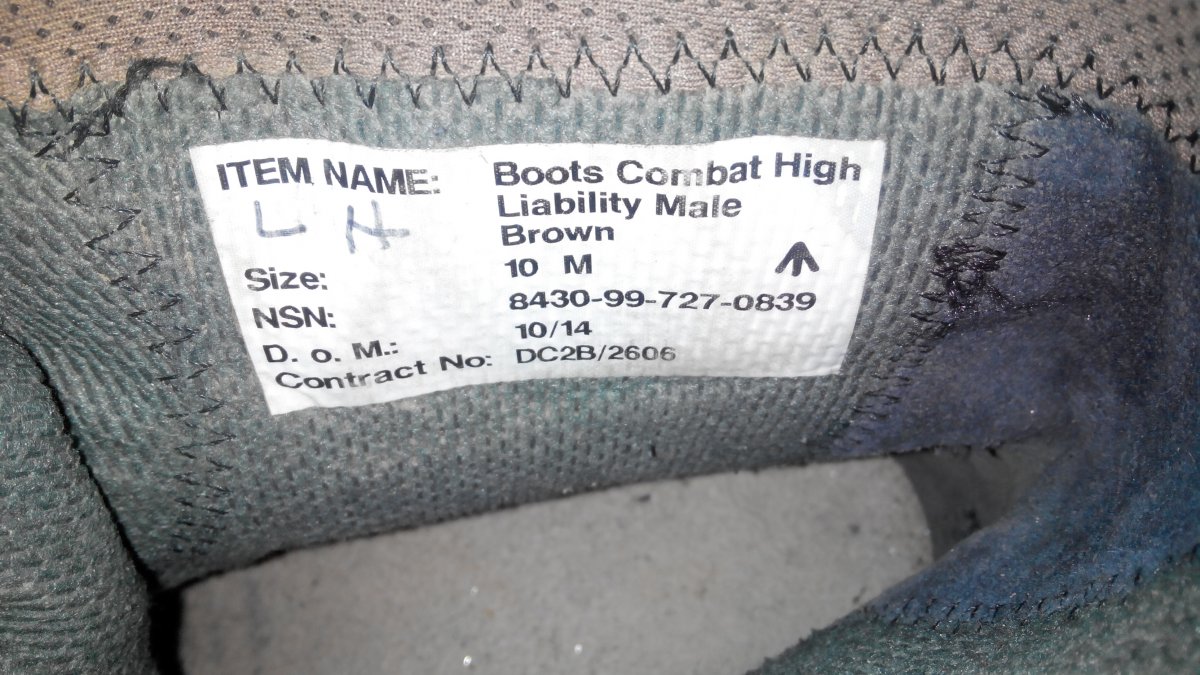 ITEM NAME: Boots Combat High
Liability Male
L H
Brown
Size: 10 M
NSN: 8430-99-727-0839
D. o. M.: 10/14
Contract No: DC2B/2606